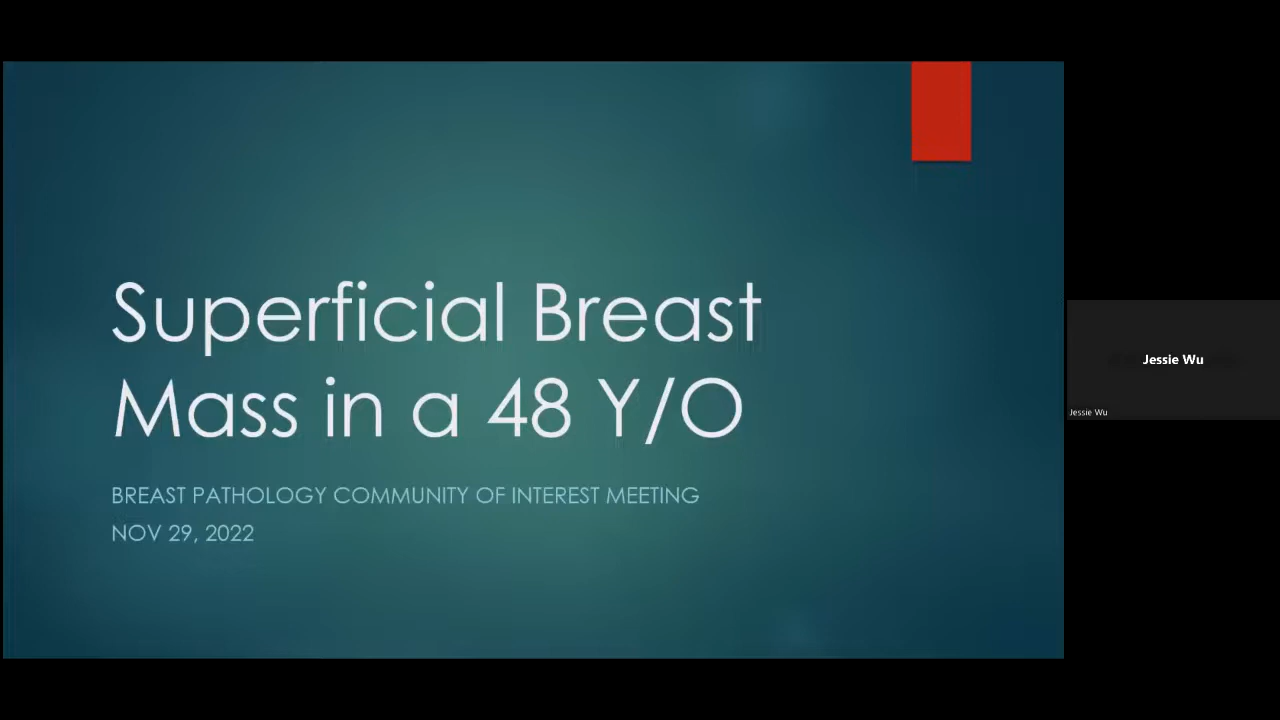 Superficial Breast
Mass in a 48 Y/O
BREAST PATHOLOGY COMMUNITY OF INTEREST MEETING
NOV 29, 2022
Jessie Wu
Jessie Wu